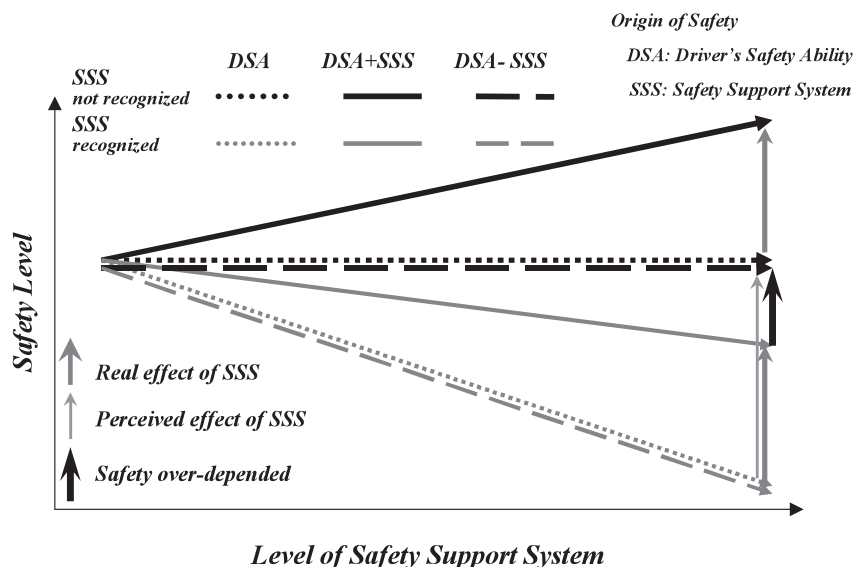 Origin of Safety
DSA: Driver's Safety Ability
SSS: Safety Support System
DSA DSA+SSS DSA- SSS
SSS
not recognized
SSS
recognized
Safety Level
Real effect of SSS
Perceived effect of SSS
Safety over-depended
Level of Safety Support System